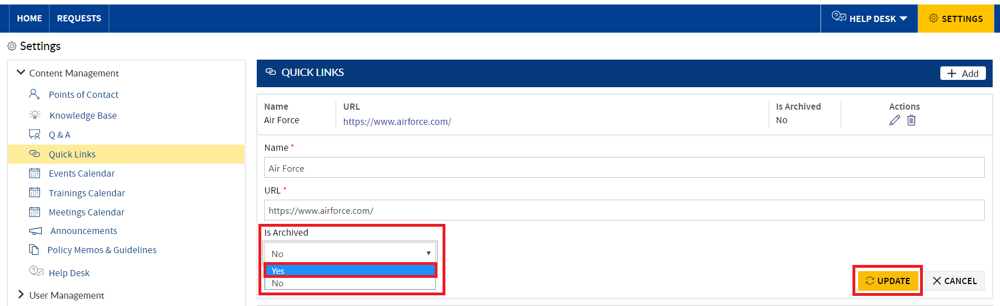 HOME REQUESTS HELP DESK SETTINGS
Settings
Content Management
Points of Contact
Knowledge Base
Q & A
Quick Links
Events Calendar
Trainings Calendar
Meetings Calendar
Announcements
Policy Memos & Guidelines
Help Desk
User Management
QUICK LINKS
Add
Name URL Is Archived Actions
Air Force https://www.airforce.com/ No
Name *
Air Force
URL *
https://www.airforce.com/
Is Archived
No
Yes
No
UPDATE CANCEL